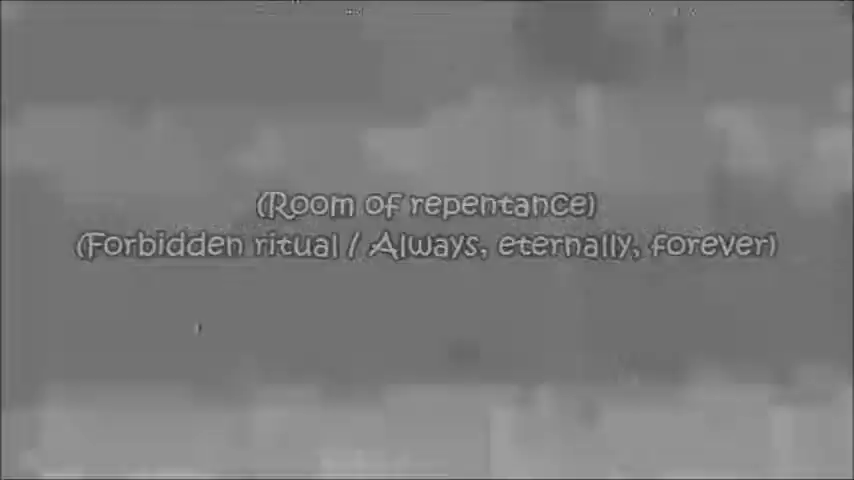 (Room of repentance)
(Forbidden ritual / Always, eternally, forever)